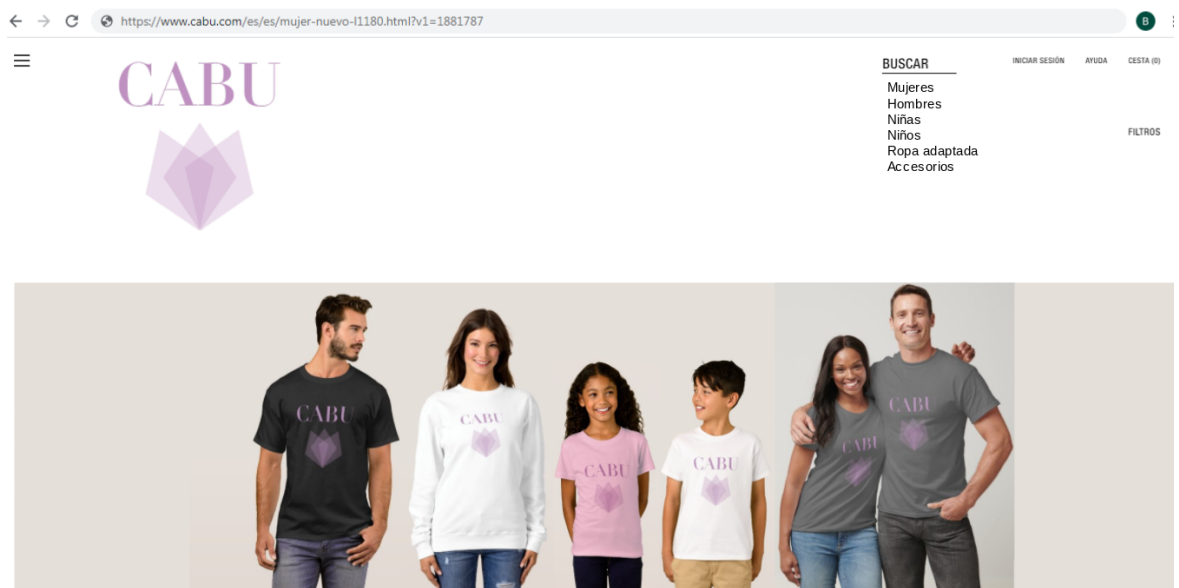 https://www.cabu.com/es/es/mujer-nuevo-l1180.html?v1=1881787
B
CABU
BUSCAR
INICIAR SESIÓN
AYUDA
CESTA (0)
Mujeres
Hombres
Niñas
Niños
Ropa adaptada
Accesorios
FILTROS
CABU
CABU
CABU
CABU
CABU
CABU